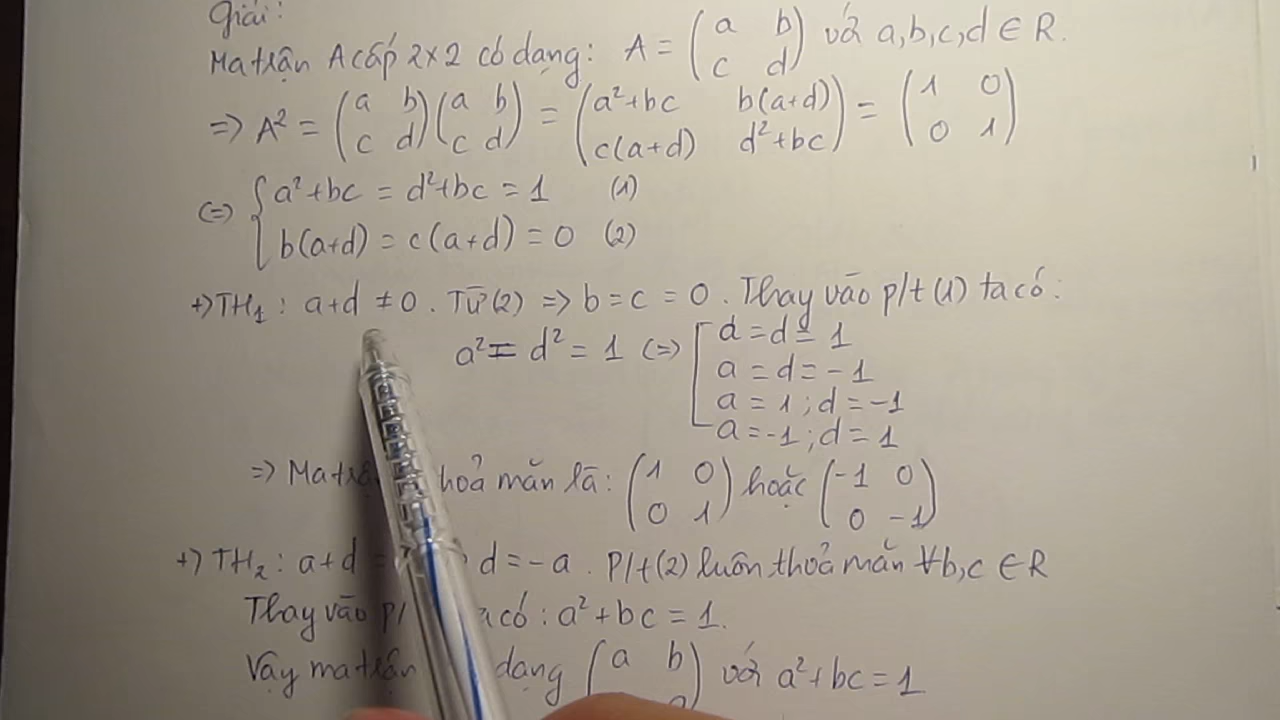 Giải:
Ma trận A cấp 2×2 có dạng: A = (a b; c d) với a,b,c,d ∈ R.
=> A² = (a b; c d)(a b; c d) = (a²+bc b(a+d); c(a+d) d²+bc) = (1 0; 0 1)
(=) { a²+bc = d²+bc = 1 (1)
b(a+d) = c(a+d) = 0 (2)
+) TH₁: a+d ≠ 0. Từ (2) => b = c = 0. Thay vào p/t (1) ta có:
a² = d² = 1 (=) [ a = d = 1
a = d = -1
a = 1; d = -1
a = -1; d = 1
=> Ma trận thoả mãn là: (1 0; 0 1) hoặc (-1 0; 0 -1)
+) TH₂: a+d = d = -a. P/t (2) luôn thoả mãn ∀b,c ∈ R
Thay vào p/ có: a² + bc = 1.
Vậy ma trận dạng (a b; với a² + bc = 1